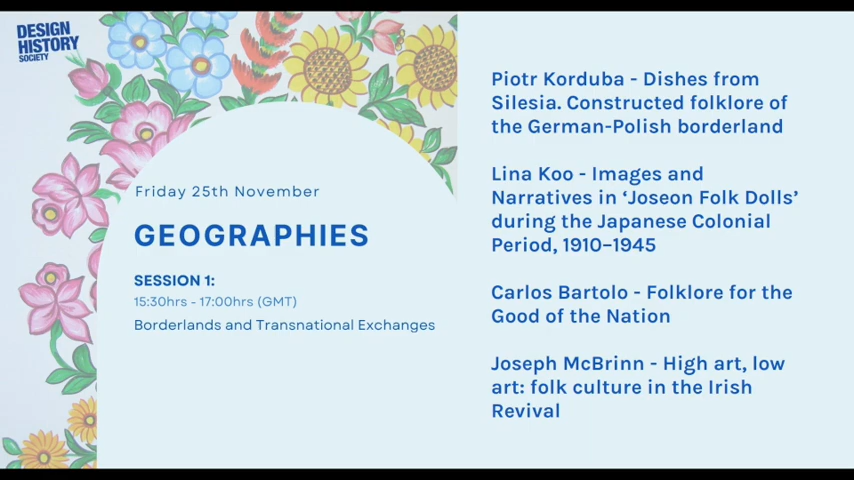 DESIGN
HISTORY
SOCIETY
Friday 25th November
GEOGRAPHIES
SESSION 1:
15:30hrs - 17:00hrs (GMT)
Borderlands and Transnational Exchanges
Piotr Korduba - Dishes from
Silesia. Constructed folklore of
the German-Polish borderland
Lina Koo - Images and
Narratives in ‘Joseon Folk Dolls’
during the Japanese Colonial
Period, 1910–1945
Carlos Bartolo - Folklore for the
Good of the Nation
Joseph McBrinn - High art, low
art: folk culture in the Irish
Revival